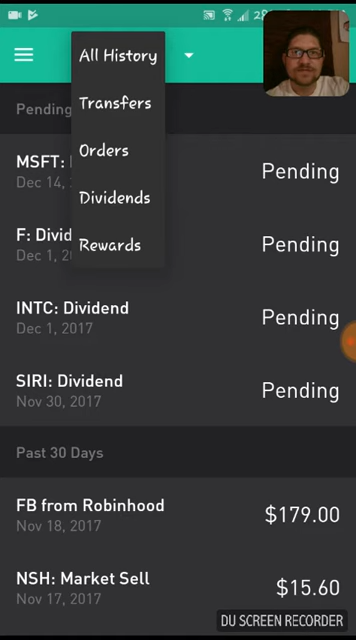 All History
Transfers
Orders
Dividends
Rewards
Pending
MSFT:
Pending
Dec 14,
F: Divid
Pending
Dec 1, 2
INTC: Dividend
Pending
Dec 1, 2017
SIRI: Dividend
Pending
Nov 30, 2017
Past 30 Days
FB from Robinhood
$179.00
Nov 18, 2017
NSH: Market Sell
$15.60
Nov 17, 2017
DU SCREEN RECORDER